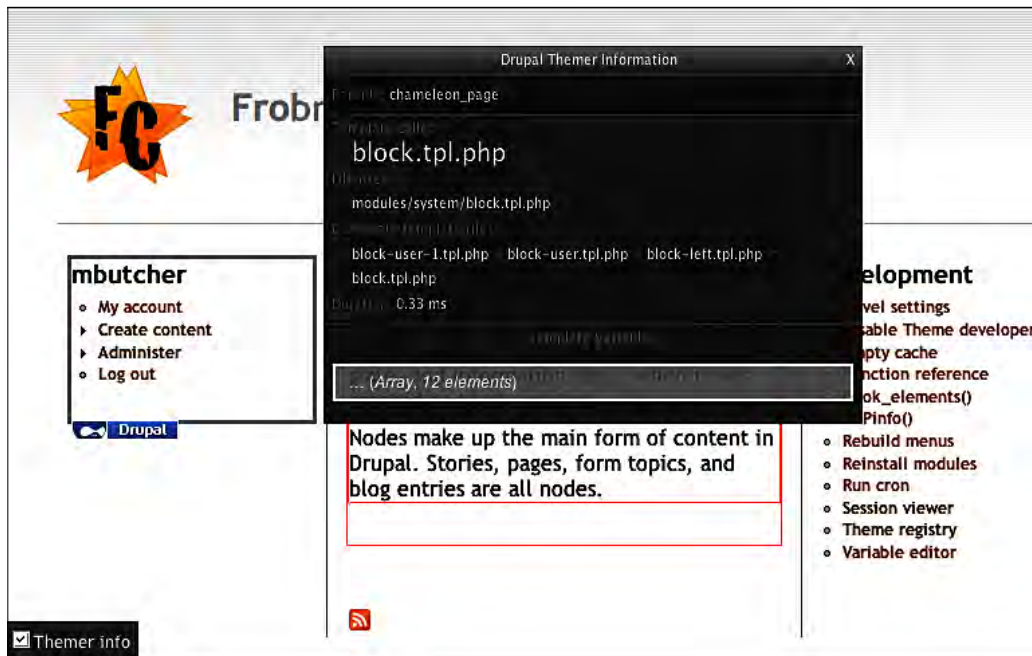 FC
Frobn
Drupal Themer Information
X
chameleon_page
block.tpl.php
modules/system/block.tpl.php
block-user-1.tpl.php block-user.tpl.php block-left.tpl.php
block.tpl.php
Duration: 0.33 ms
... (Array, 12 elements)
mbutcher
My account
Create content
Administer
Log out
Drupal
Nodes make up the main form of content in
Drupal. Stories, pages, form topics, and
blog entries are all nodes.
elopment
vel settings
able Theme developer
pty cache
nction reference
ok_elements()
Pinfo()
Rebuild menus
Reinstall modules
Run cron
Session viewer
Theme registry
Variable editor
Themer info